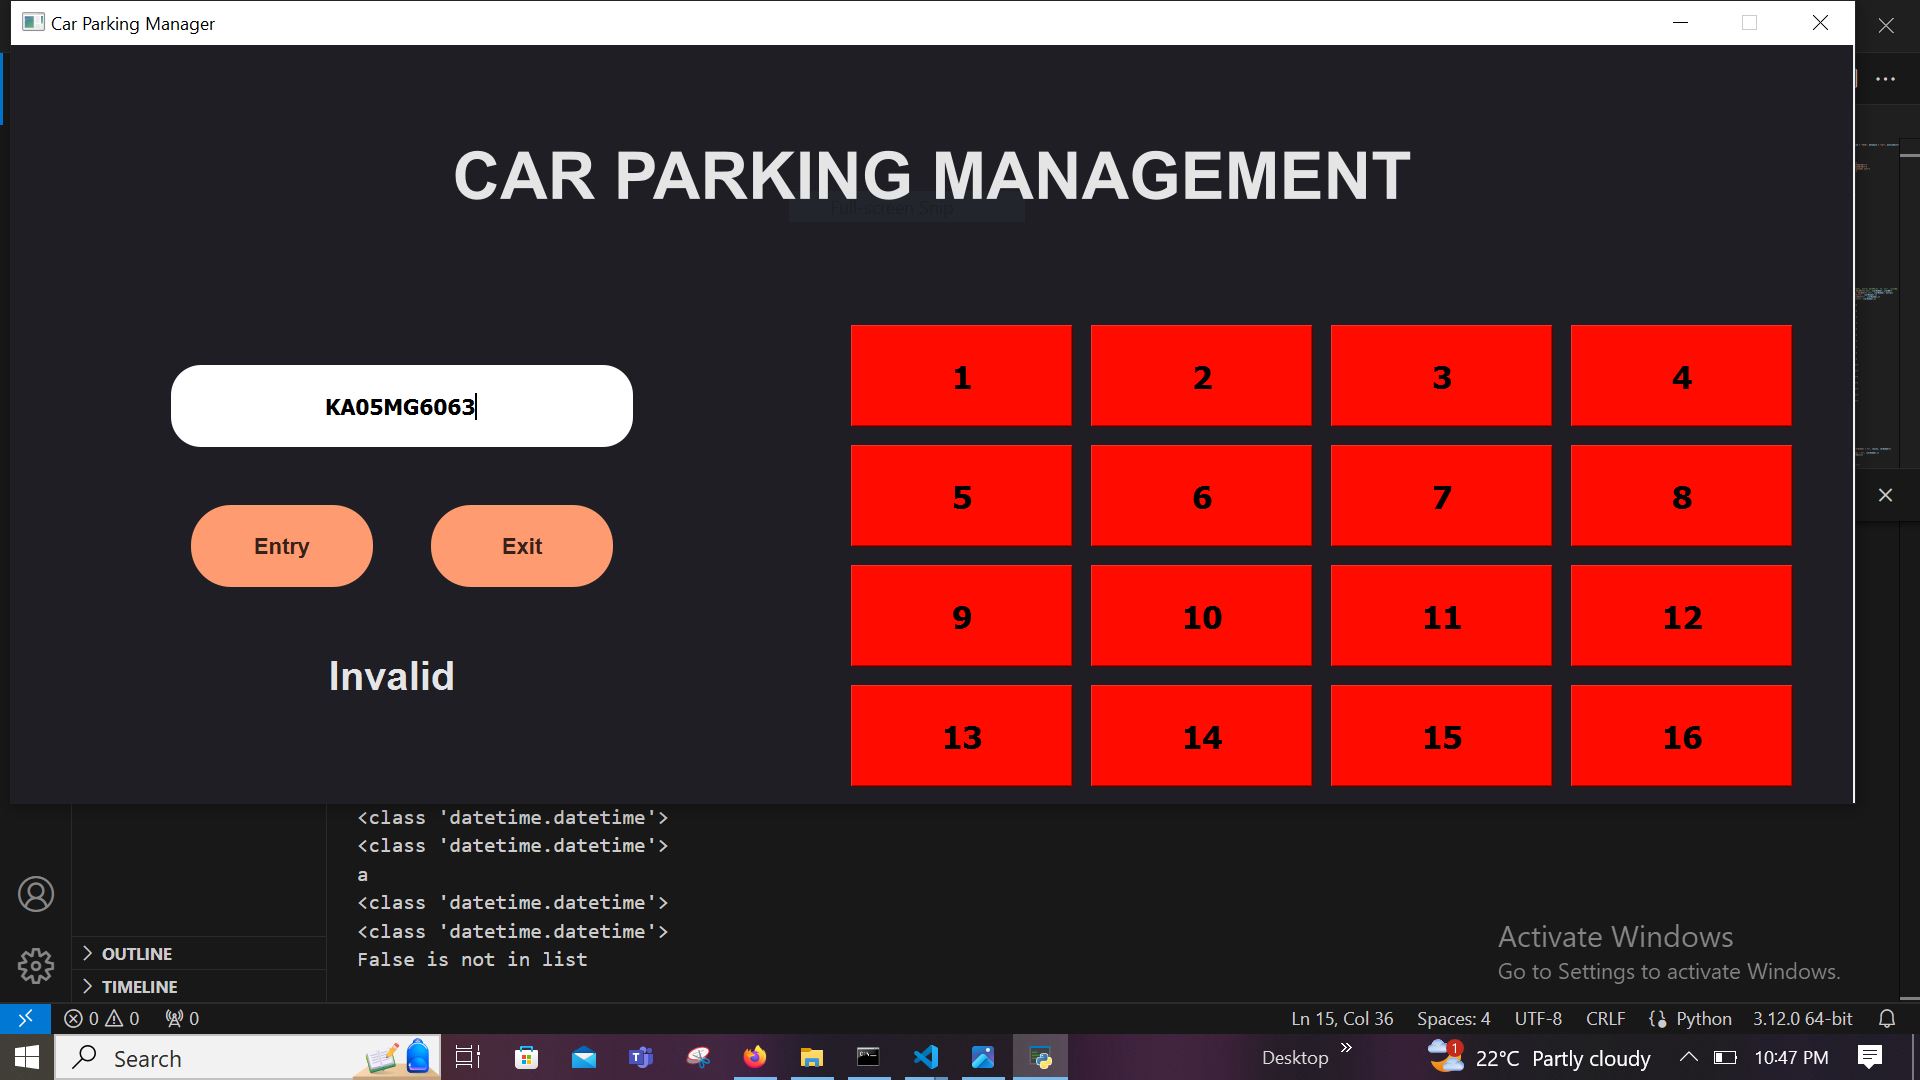 Car Parking Manager
CAR PARKING MANAGEMENT
Full-screen Snip
KA05MG6063
Entry Exit
Invalid
1 2 3 4
5 6 7 8
9 10 11 12
13 14 15 16
<class 'datetime.datetime'>
<class 'datetime.datetime'>
a
<class 'datetime.datetime'>
<class 'datetime.datetime'>
False is not in list
OUTLINE
TIMELINE
Activate Windows
Go to Settings to activate Windows.
0 0 0
Ln 15, Col 36 Spaces: 4 UTF-8 CRLF Python 3.12.0 64-bit
Search
Desktop
1
22°C Partly cloudy
10:47 PM